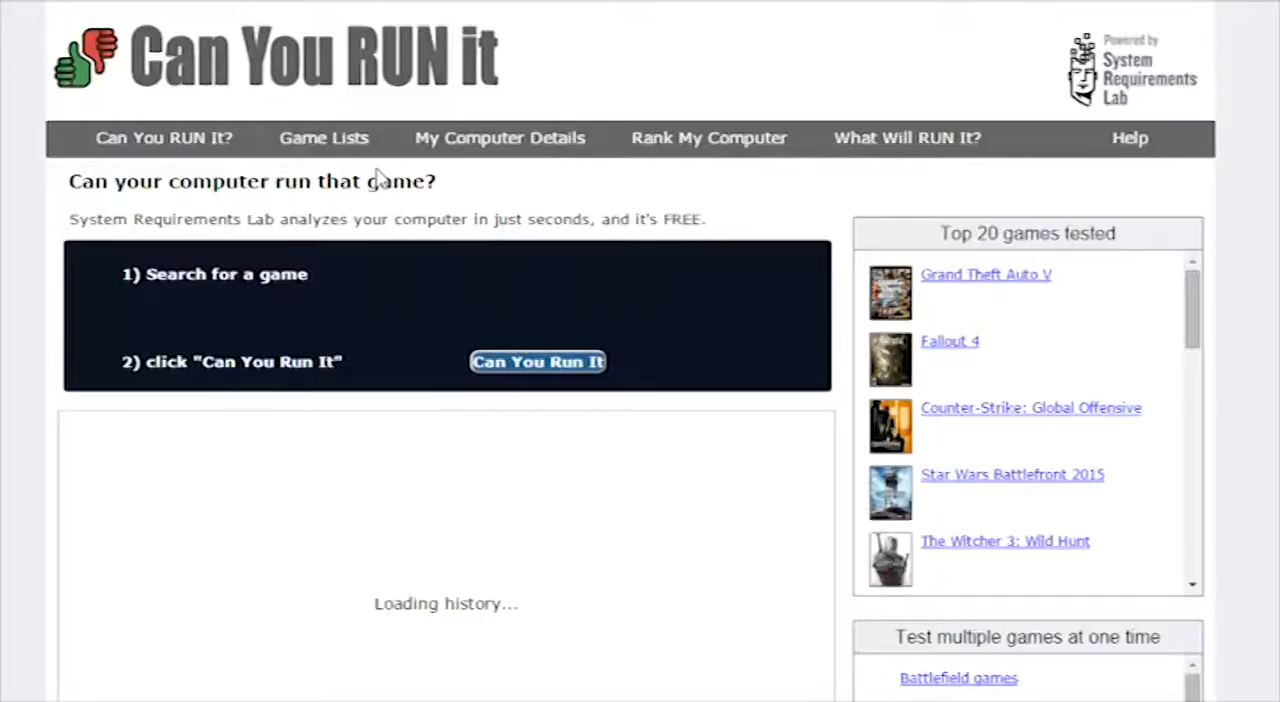 Can You RUN it
Powered by
System
Requirements
Lab
Can You RUN It?
Game Lists
My Computer Details
Rank My Computer
What Will RUN It?
Help
Can your computer run that game?
System Requirements Lab analyzes your computer in just seconds, and it's FREE.
1) Search for a game
2) click "Can You Run It"
Can You Run It
Loading history...
Top 20 games tested
Grand Theft Auto V
Fallout 4
Counter-Strike: Global Offensive
Star Wars Battlefront 2015
The Witcher 3: Wild Hunt
Test multiple games at one time
Battlefield games